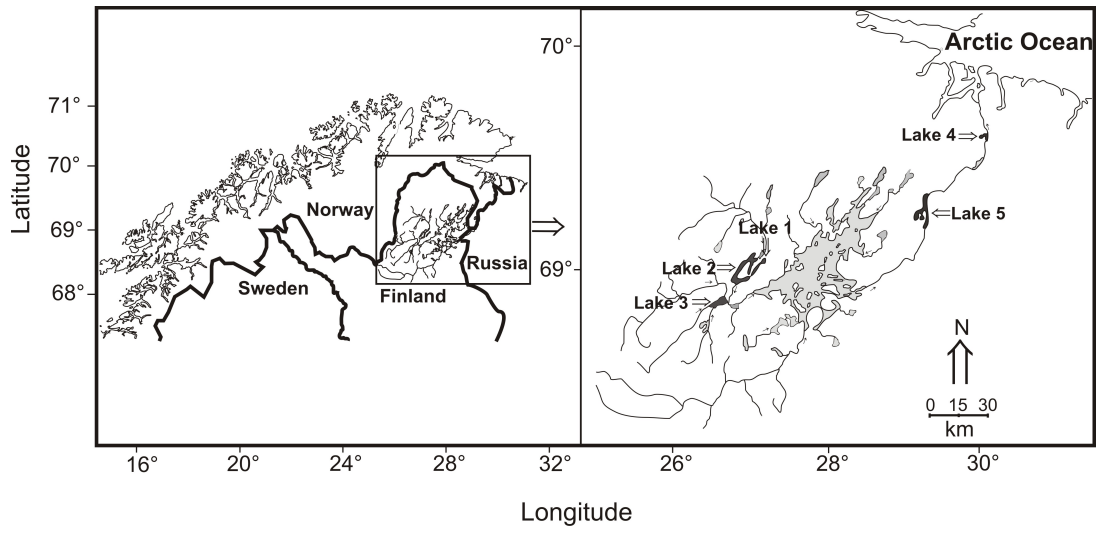 Latitude
71°
70°
69°
68°
Norway
Sweden
Finland
Russia
16°
20°
24°
28°
32°
70°
69°
Arctic Ocean
Lake 4
Lake 5
Lake 1
Lake 2
Lake 3
N
0 15 30
km
26°
28°
30°
Longitude